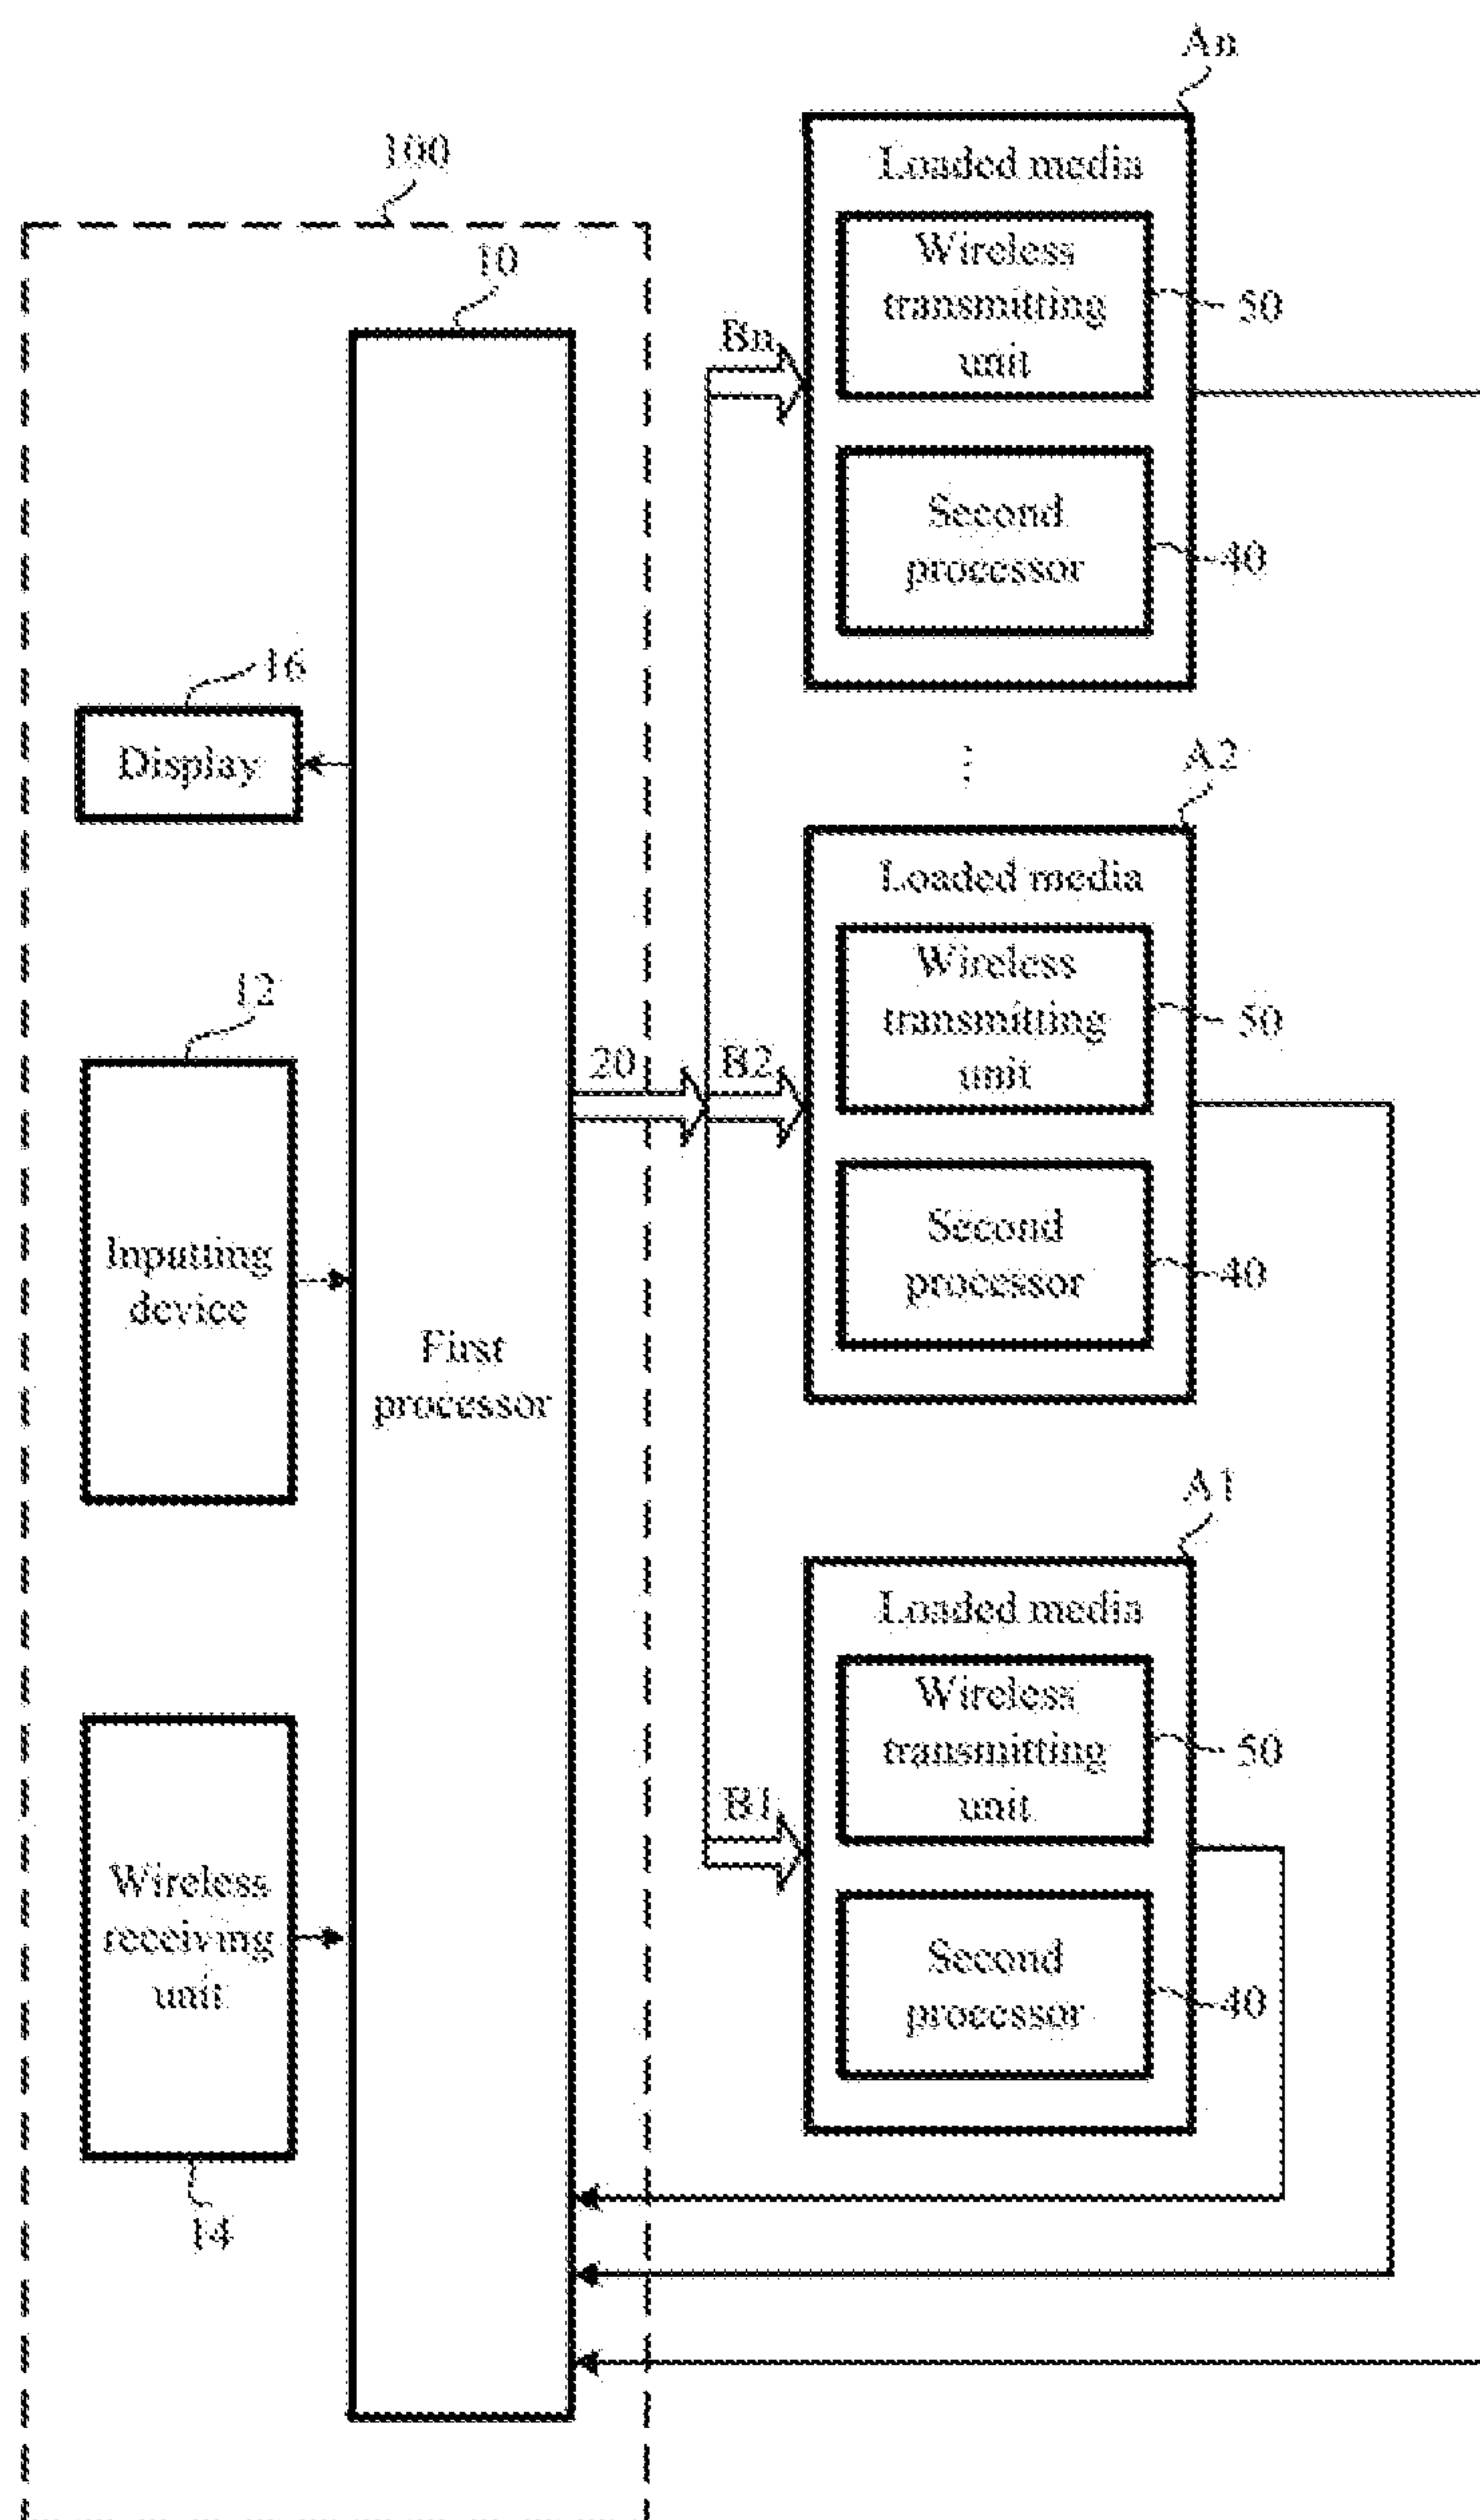 An
Loaded media
100
10
Wireless
transmitting
unit
50
Bn
Second
processor
40
16
Display
A2
Loaded media
12
Wireless
transmitting
unit
50
20
B2
Inputting
device
Second
processor
40
First
processor
A1
Loaded media
Wireless
transmitting
unit
50
B1
Wireless
receiving
unit
Second
processor
40
14